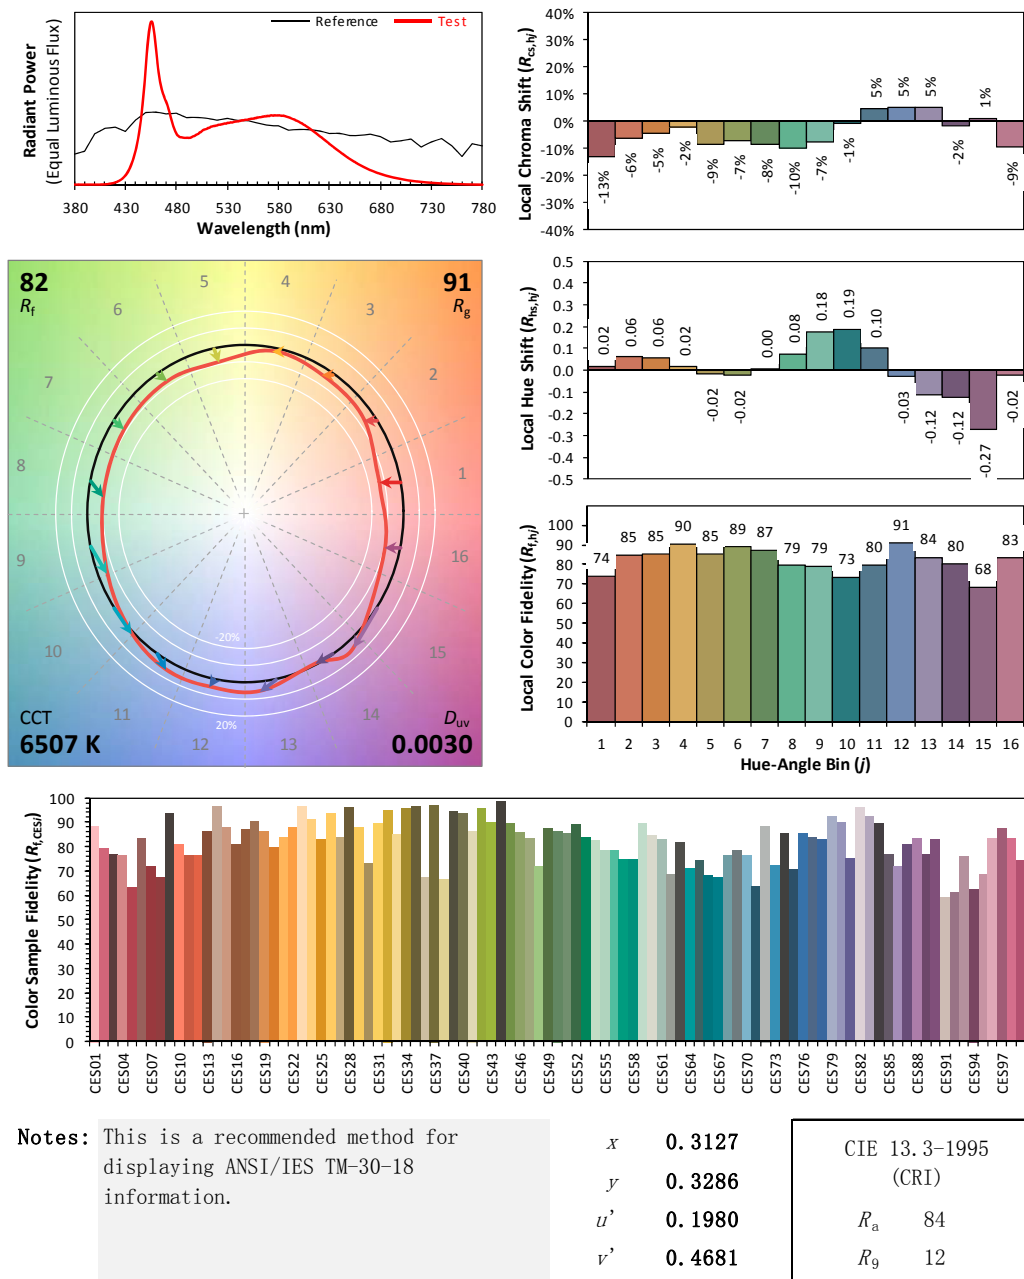 Reference
Test
Radiant Power
(Equal Luminous Flux)
380 430 480 530 580 630 680 730 780
Wavelength (nm)
Local Chroma Shift (Rcs,hj)
40%
30%
20%
10%
0%
-10%
-20%
-30%
-40%
-13% -6% -5% -2% -9% -7% -8% -10% -7% -1% 5% 5% 5% -2% 1% -9%
82
Rf
91
Rg
1
2
3
4
5
6
7
8
9
10
11
12
13
14
15
16
-20%
20%
CCT
6507 K
Duv
0.0030
Local Hue Shift (Rhs,hj)
0.5
0.4
0.3
0.2
0.1
0.0
-0.1
-0.2
-0.3
-0.4
-0.5
0.02 0.06 0.06 0.02 -0.02 -0.02 0.00 0.08 0.18 0.19 0.10 -0.03 -0.12 -0.12 -0.27 -0.02
Local Color Fidelity (Rf,hj)
100
90
80
70
60
50
40
30
20
10
0
74 85 85 90 85 89 87 79 79 73 80 91 84 80 68 83
1 2 3 4 5 6 7 8 9 10 11 12 13 14 15 16
Hue-Angle Bin (j)
Color Sample Fidelity (Rf,CESi)
100
90
80
70
60
50
40
30
20
10
0
CES01 CES04 CES07 CES10 CES13 CES16 CES19 CES22 CES25 CES28 CES31 CES34 CES37 CES40 CES43 CES46 CES49 CES52 CES55 CES58 CES61 CES64 CES67 CES70 CES73 CES76 CES79 CES82 CES85 CES88 CES91 CES94 CES97
Notes: This is a recommended method for
displaying ANSI/IES TM-30-18
information.
x 0.3127
y 0.3286
u' 0.1980
v' 0.4681
CIE 13.3-1995
(CRI)
Ra 84
R9 12